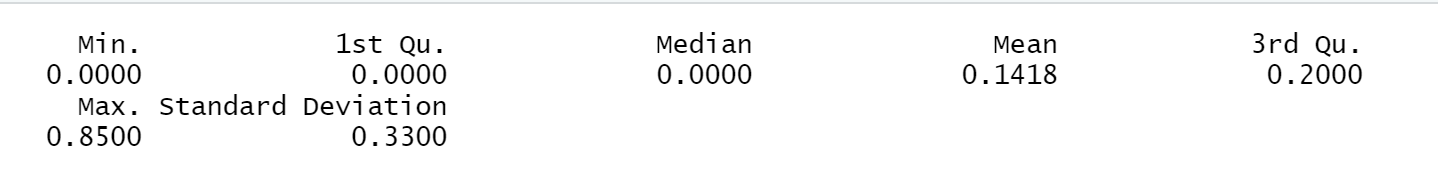 Min. 1st Qu. Median Mean 3rd Qu.
0.0000 0.0000 0.0000 0.1418 0.2000
Max. Standard Deviation
0.8500 0.3300